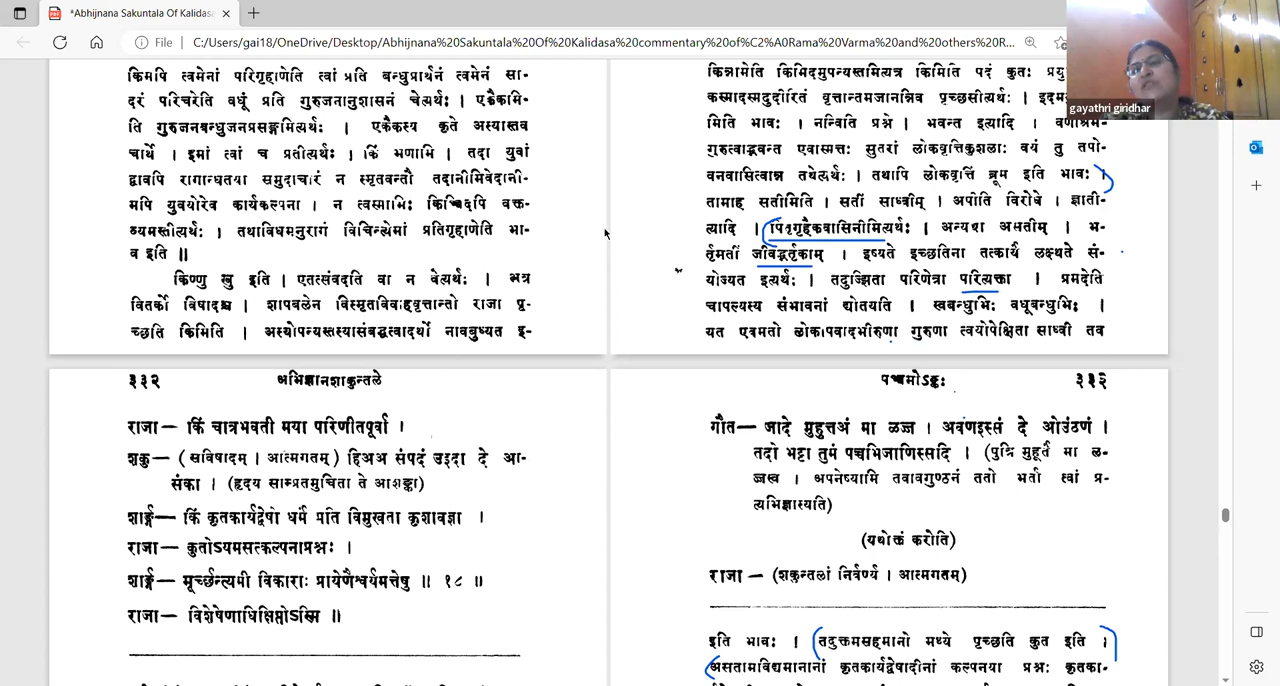 *Abhijnana Sakuntala Of Kalidasa
File
C:/Users/gai18/OneDrive/Desktop/Abhijnana%20Sakuntala%20Of%20Kalidasa%20commentary%20of%C2%A0Rama%20Varma%20and%20others%20R...
gayathri giridhar
किमपि त्वमेनां परिगृहाणेति त्वां प्रति बन्धुप्रार्थनं त्वमेनं सा-
दरं परिचरेति वधूं प्रति गुरुजनानुशासनं चेत्यर्थः । एकैकमि-
ति गुरुजनबन्धुजनप्रसङ्गमित्यर्थः । एकैकस्य कृते अस्यास्तव
चार्थे । इमां त्वां च प्रतीत्यर्थः । किं भणामि । तदा युवां
द्वावपि रागान्धतया समुदाचारं न स्मृतवन्तौ तदानीमिवेदानी-
मपि युवयोरेव कार्यकल्पना । न त्वस्माभिः किञ्चिदपि वक्त-
व्यमस्तीत्यर्थः । तथाविधमनुरागं विचिन्त्येमां प्रतिगृहाणेति भा-
व इति ॥
किण्णु खु इति । एतत्संवदति वा न वेत्यर्थः । अत्र
वितर्को विषादश्च । शापबलेन विस्मृतविवाहवृत्तान्तो राजा पृ-
च्छति किमिति । अस्योपन्यस्तस्यासंबद्धत्वादर्थो नावबुध्यत इ-
किन्नामेति किमिदमुपन्यस्तमित्यत्र किमिति पदं कुतः
कस्मादस्मदुदीरितं वृत्तान्तमजानन्निव पृच्छसीत्यर्थः । इदम
मिति भावः । नन्विति प्रश्ने । भवन्त इत्यादि । वर्णाश्रम-
गुरुत्वाद्भवन्त एवास्मत्तः सुतरां लोकवृत्तिकुशलाः वयं तु तपो-
वनवासित्वान्न तथेत्यर्थः । तथापि लोकवृत्तिं ब्रूम इति भावः ।
तामाह सतीमिति । सतीं साध्वीम् । अपीति विरोधे । ज्ञाती-
त्यादि । पितृगृहैकवासिनीमित्यर्थः । अन्यथा असतीम् । भ-
र्तृमतीं जीवद्भर्तृकाम् । इष्यते इच्छतिना तत्कार्यं लक्ष्यते सं-
योज्यत इत्यर्थः । तदुज्झिता परिणेत्रा परित्यक्ता । प्रमदेति
चापल्यस्य संभावनां द्योतयति । स्वबन्धुभिः वधूबन्धुभिः ।
यत एवमतो लोकापवादभीरुणा गुरुणा त्वयोपेक्षिता साध्वी तव
३३२ अभिज्ञानशाकुन्तले
राजा— किं चात्रभवती मया परिणीतपूर्वा ।
शकु— (सविषादम् । आत्मगतम्) हिअअ संपदं उइदा दे आ-
संका । (हृदय साम्प्रतमुचिता ते आशङ्का)
शार्ङ्ग— किं कृतकार्यद्वेषो धर्मं प्रति विमुखता कृतावज्ञा ।
राजा— कुतोऽयमसत्कल्पनाप्रश्नः ।
शार्ङ्ग— मूर्च्छन्त्यमी विकाराः प्रायेणैश्वर्यमत्तेषु ॥ १८ ॥
राजा— विशेषेणाधिक्षिप्तोऽस्मि ॥
पञ्चमोऽङ्कः ३३३
गौत— जादे मुहुत्तअं मा लज्ज । अवणइस्सं दे ओउंठणं ।
तदो भट्टा तुमं पच्चभिजाणिस्सदि । (पुत्रि मुहूर्तं मा ल-
ज्जस्व । अपनेष्यामि तवावगुण्ठनं ततो भर्ता त्वां प्र-
त्यभिज्ञास्यति)
(यथोक्तं करोति)
राजा— (शकुन्तलां निर्वर्ण्य । आत्मगतम्)
इति भावः । तदुक्तमसहमानो मध्ये पृच्छति कुत इति ।
असतामविद्यमानानां कृतकार्यद्वेषादीनां कल्पनया प्रश्नः कृतका-